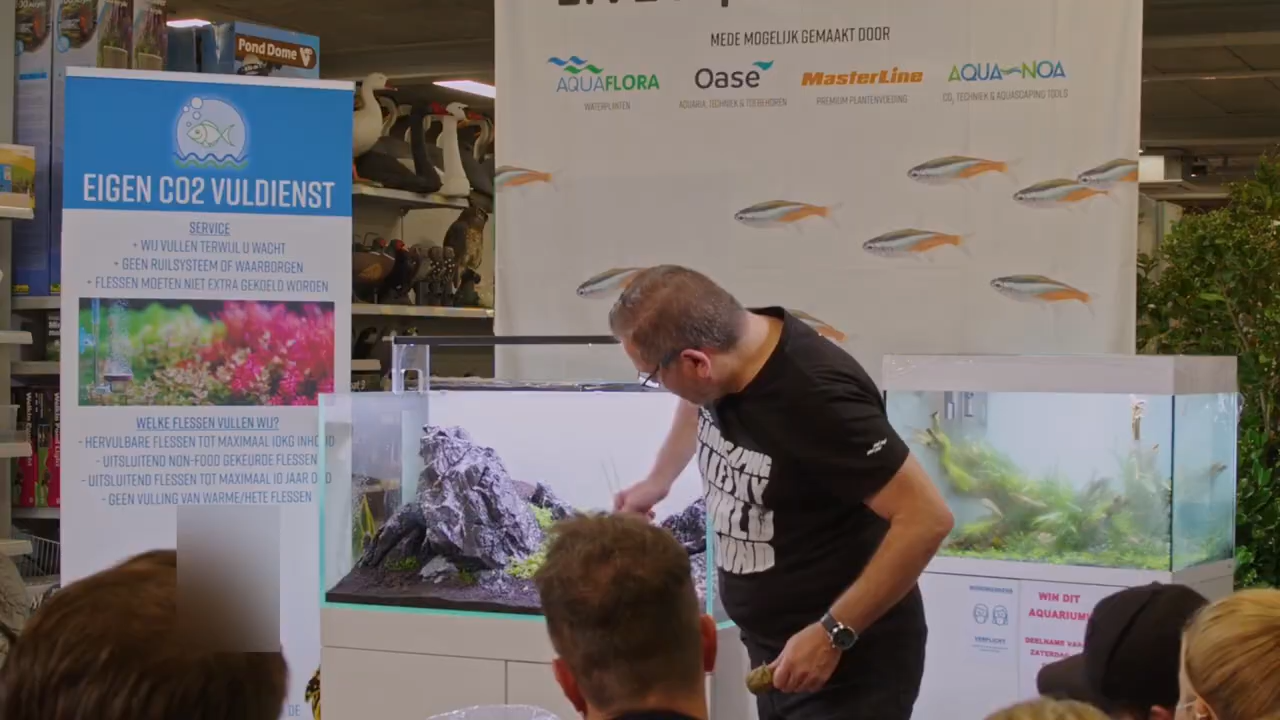 Pond Dome
EIGEN CO2 VULDIENST
SERVICE
+ WIJ VULLEN TERWIJL U WACHT
+ GEEN RUILSYSTEEM OF WAARBORGEN
+ FLESSEN MOETEN NIET EXTRA GEKOELD WORDEN
WELKE FLESSEN VULLEN WIJ?
- HERVULBARE FLESSEN TOT MAXIMAAL 10KG INHOUD
- UITSLUITEND NON-FOOD GEKEURDE FLESSEN
- UITSLUITEND FLESSEN TOT MAXIMAAL 10 JAAR OUD
- GEEN VULLING VAN WARME/HETE FLESSEN
MEDE MOGELIJK GEMAAKT DOOR
AQUAFLORA
WATERPLANTEN
Oase
AQUARIA, TECHNIEK & TOEBEHOREN
MasterLine
PREMIUM PLANTENVOEDING
AQUA-NOA
CO2 TECHNIEK & AQUASCAPING TOOLS
VERPLICHT
WIN DIT
AQUARIUM!
DEELNAME
ZATERDAG